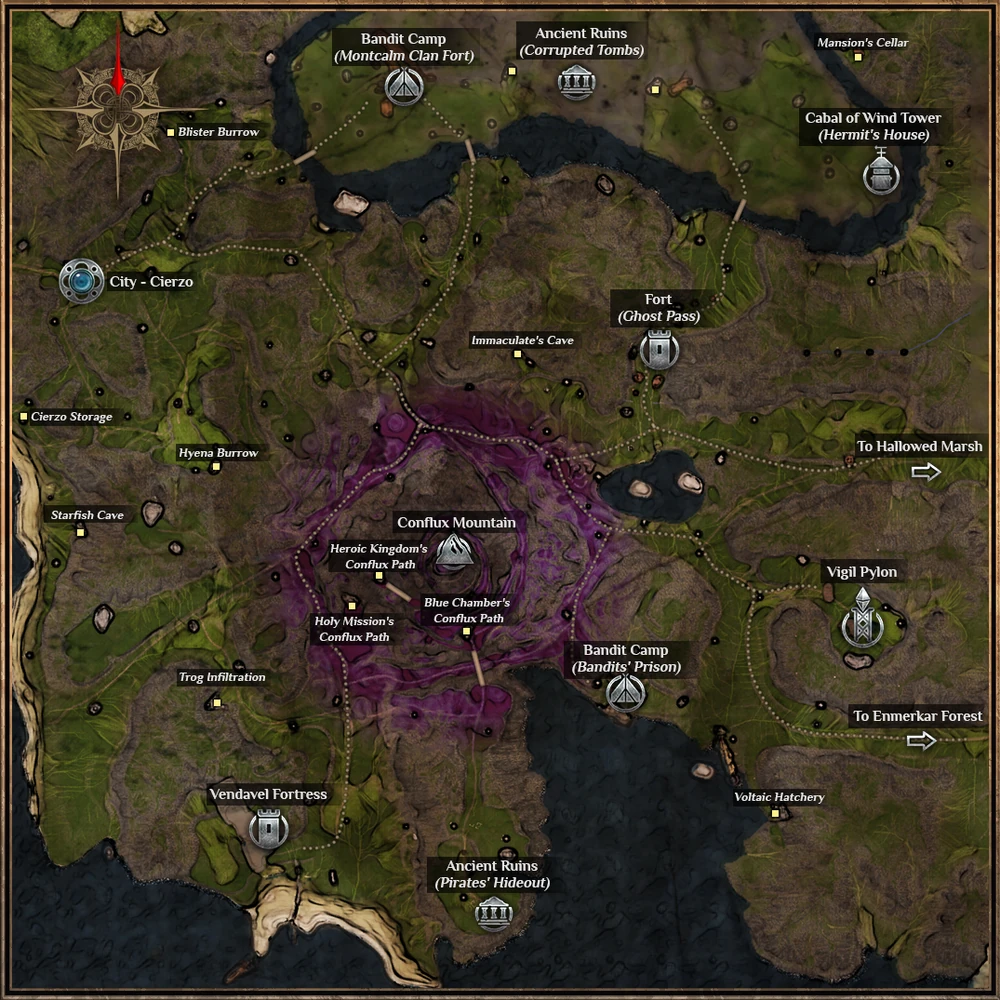 Bandit Camp
(Montcalm Clan Fort)
Ancient Ruins
(Corrupted Tombs)
Mansion's Cellar
Cabal of Wind Tower
(Hermit's House)
Blister Burrow
City - Cierzo
Fort
(Ghost Pass)
Immaculate's Cave
Cierzo Storage
Hyena Burrow
To Hallowed Marsh
Starfish Cave
Conflux Mountain
Heroic Kingdom's
Conflux Path
Vigil Pylon
Blue Chamber's
Conflux Path
Holy Mission's
Conflux Path
Bandit Camp
(Bandits' Prison)
Trog Infiltration
To Enmerkar Forest
Vendavel Fortress
Voltaic Hatchery
Ancient Ruins
(Pirates' Hideout)